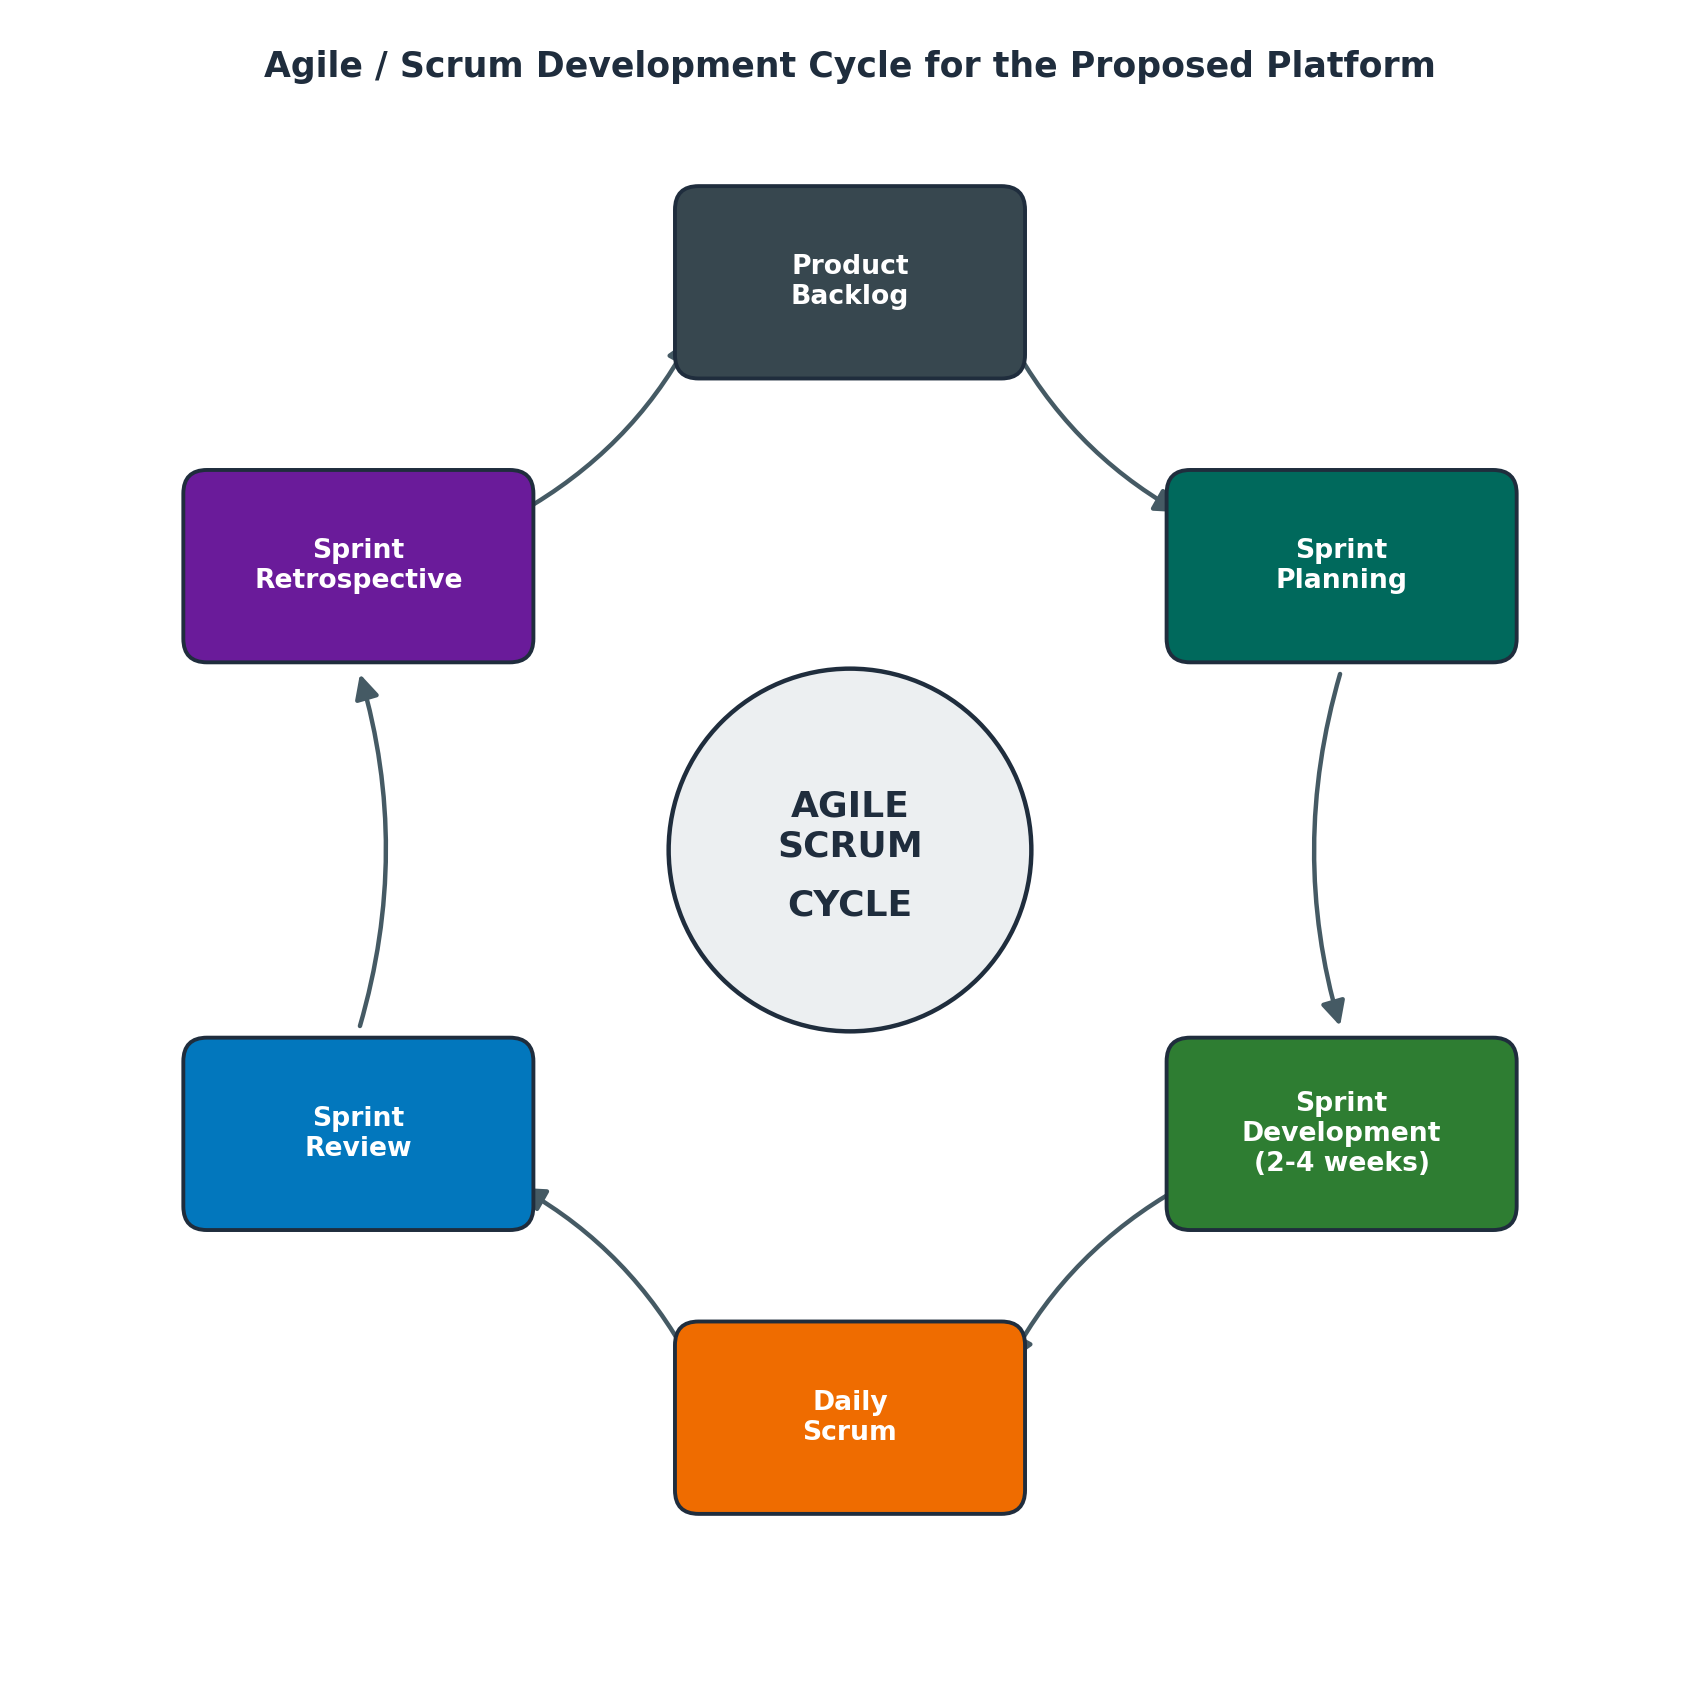 Agile / Scrum Development Cycle for the Proposed Platform
Product
Backlog
Sprint
Planning
Sprint
Development
(2-4 weeks)
Daily
Scrum
Sprint
Review
Sprint
Retrospective
AGILE
SCRUM
CYCLE